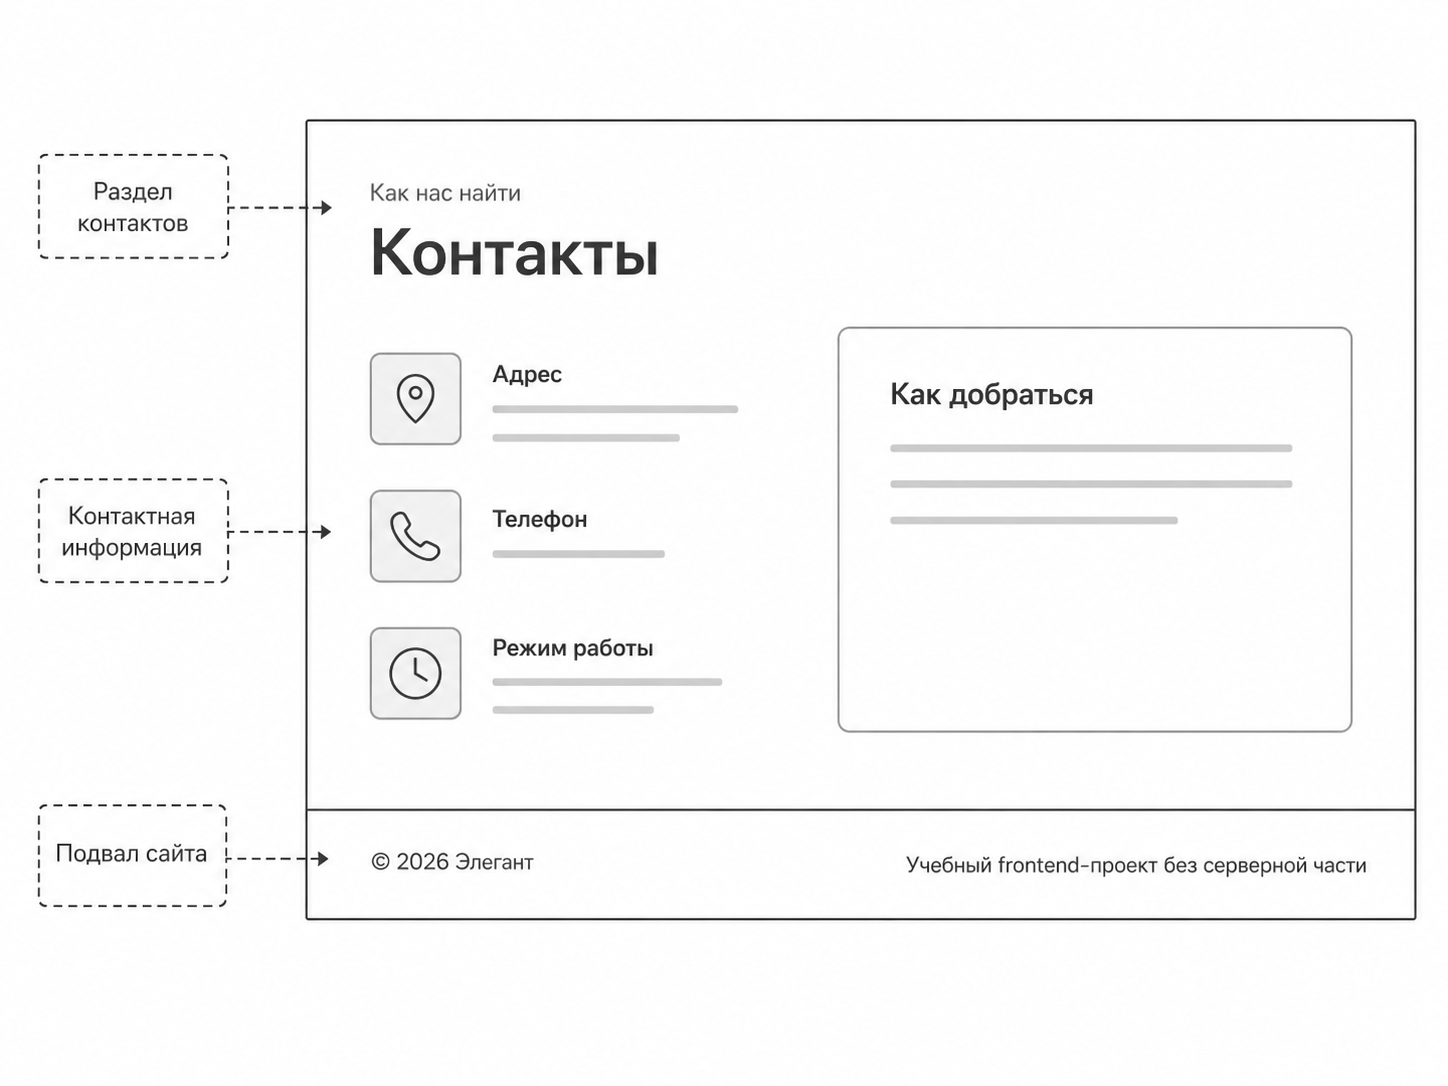 Раздел
контактов
Как нас найти
Контакты
Адрес
Как добраться
Контактная
информация
Телефон
Режим работы
Подвал сайта
© 2026 Элегант
Учебный frontend-проект без серверной части